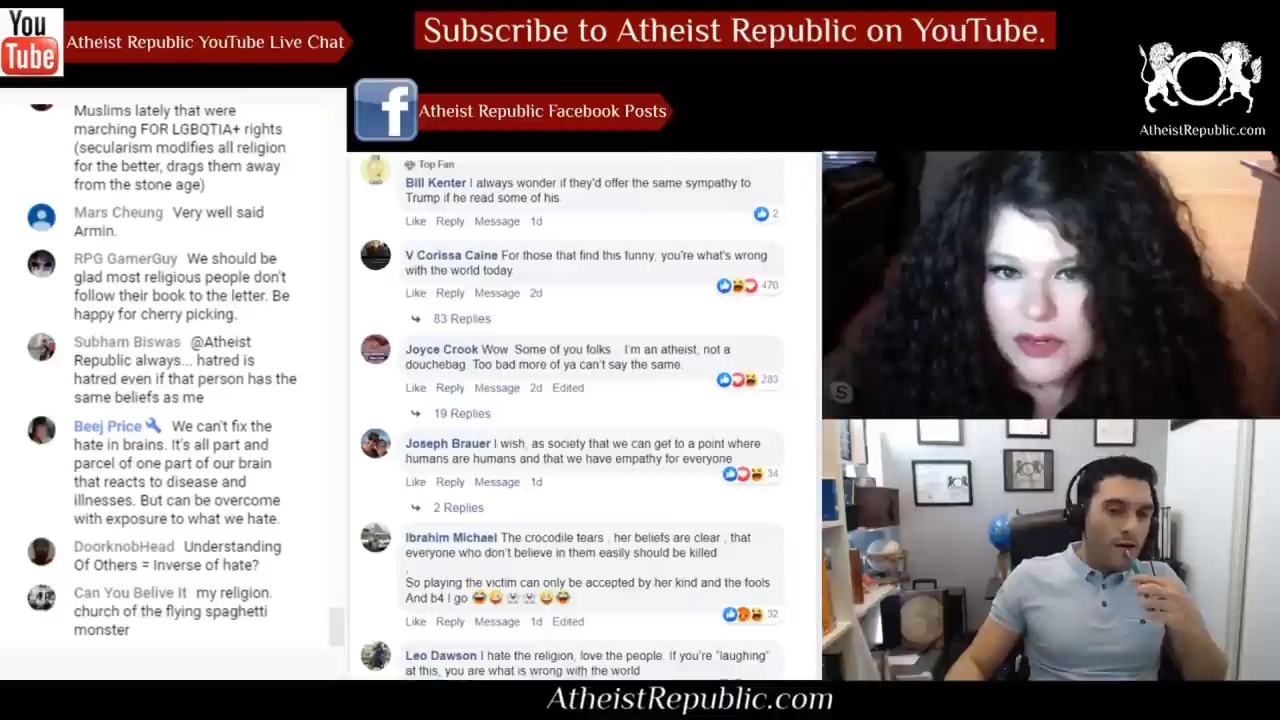 You
Tube
Atheist Republic YouTube Live Chat
Subscribe to Atheist Republic on YouTube.
AtheistRepublic.com
f
Atheist Republic Facebook Posts
Muslims lately that were
marching FOR LGBQTIA+ rights
(secularism modifies all religion
for the better, drags them away
from the stone age)
Mars Cheung Very well said
Armin.
RPG GamerGuy We should be
glad most religious people don't
follow their book to the letter. Be
happy for cherry picking.
Subham Biswas @Atheist
Republic always... hatred is
hatred even if that person has the
same beliefs as me
Beej Price We can't fix the
hate in brains. It's all part and
parcel of one part of our brain
that reacts to disease and
illnesses. But can be overcome
with exposure to what we hate.
DoorknobHead Understanding
Of Others = Inverse of hate?
Can You Belive It my religion.
church of the flying spaghetti
monster
Top Fan
Bill Kenter I always wonder if they'd offer the same sympathy to
Trump if he read some of his.
2
Like Reply Message 1d
V Corissa Caine For those that find this funny, you're what's wrong
with the world today.
470
Like Reply Message 2d
83 Replies
Joyce Crook Wow Some of you folks I'm an atheist, not a
douchebag. Too bad more of ya can't say the same.
283
Like Reply Message 2d Edited
19 Replies
Joseph Brauer I wish, as society that we can get to a point where
humans are humans and that we have empathy for everyone
34
Like Reply Message 1d
2 Replies
Ibrahim Michael The crocodile tears , her beliefs are clear , that
everyone who don't believe in them easily should be killed
.
So playing the victim can only be accepted by her kind and the fools
And b4 I go 😂😜☠☠😜😂
32
Like Reply Message 1d Edited
Leo Dawson I hate the religion, love the people. If you're "laughing"
at this, you are what is wrong with the world
S
AtheistRepublic.com